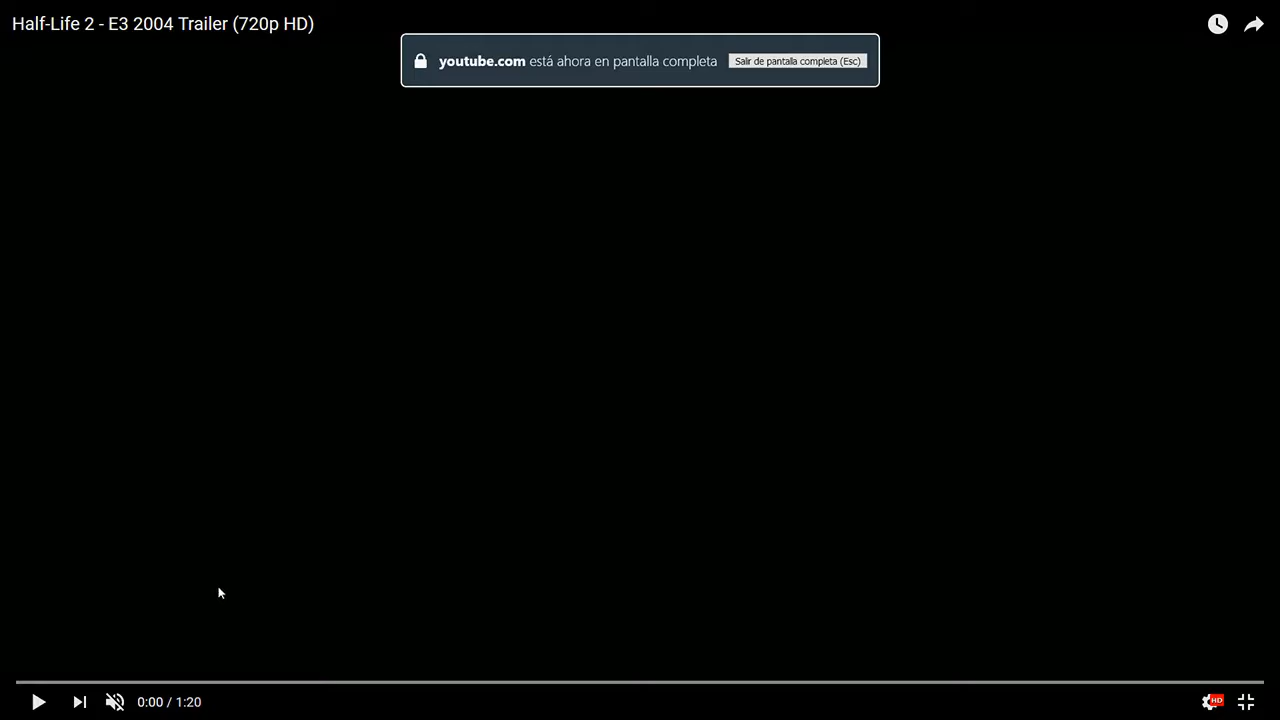 Half-Life 2 - E3 2004 Trailer (720p HD)
youtube.com está ahora en pantalla completa Salir de pantalla completa (Esc)
0:00 / 1:20
HD